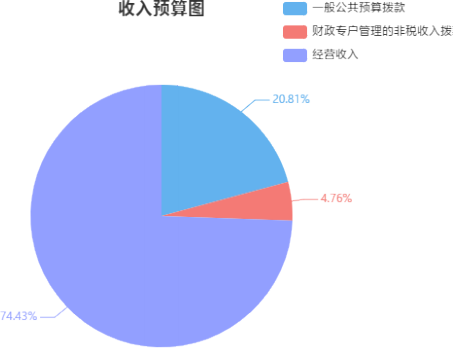 收入预算图
一般公共预算拨款
财政专户管理的非税收入拨
经营收入
20.81%
4.76%
74.43%